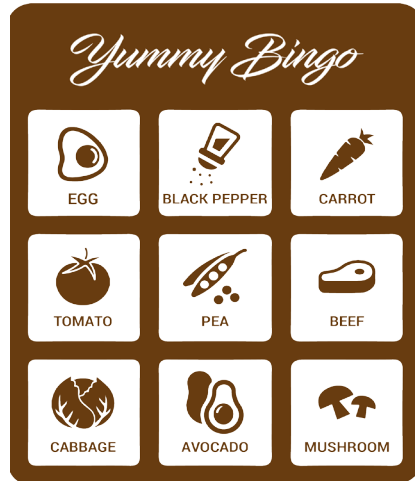 Yummy Bingo
EGG
BLACK PEPPER
CARROT
TOMATO
PEA
BEEF
CABBAGE
AVOCADO
MUSHROOM